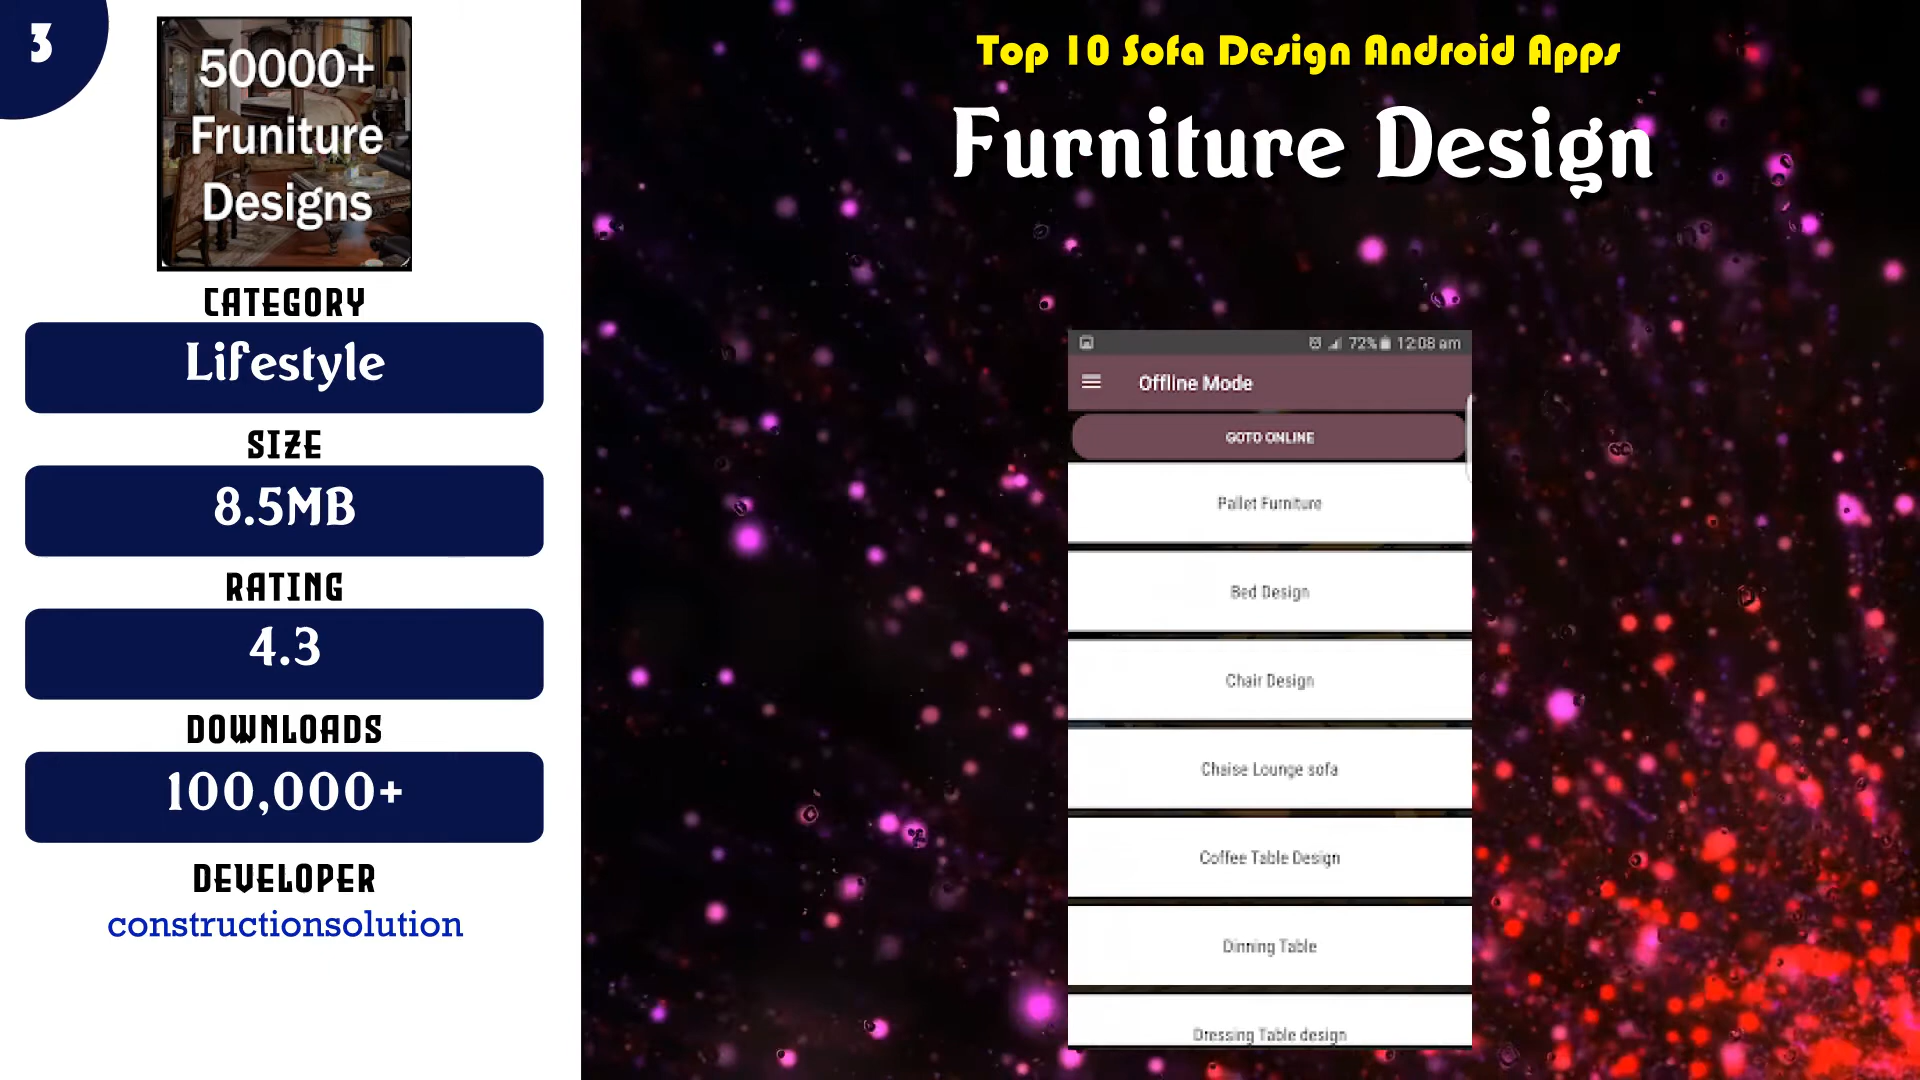 3
50000+
Fruniture
Designs
CATEGORY
Lifestyle
SIZE
8.5MB
RATING
4.3
DOWNLOADS
100,000+
DEVELOPER
constructionsolution
Top 10 Sofa Design Android Apps
Furniture Design
72% 12:08 am
Offline Mode
GOTO ONLINE
Pallet Furniture
Bed Design
Chair Design
Chaise Lounge sofa
Coffee Table Design
Dinning Table
Dressing Table design